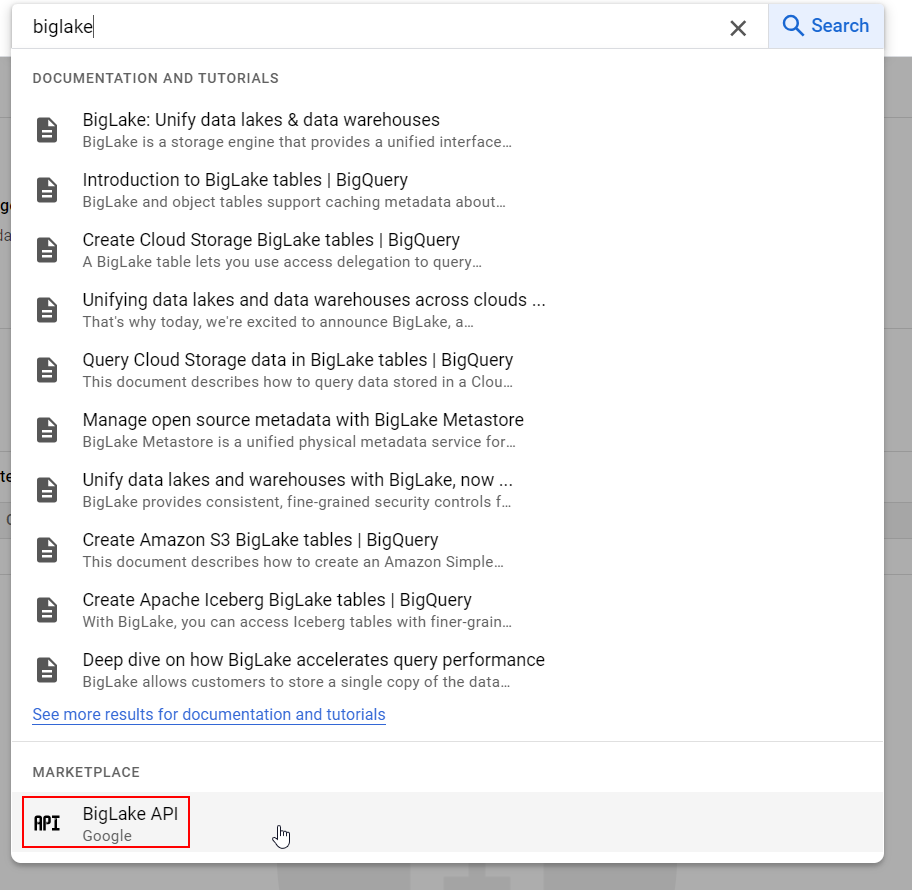 biglake
Search
DOCUMENTATION AND TUTORIALS
BigLake: Unify data lakes & data warehouses
BigLake is a storage engine that provides a unified interface…
Introduction to BigLake tables | BigQuery
BigLake and object tables support caching metadata about…
Create Cloud Storage BigLake tables | BigQuery
A BigLake table lets you use access delegation to query…
Unifying data lakes and data warehouses across clouds ...
That's why today, we're excited to announce BigLake, a…
Query Cloud Storage data in BigLake tables | BigQuery
This document describes how to query data stored in a Clou…
Manage open source metadata with BigLake Metastore
BigLake Metastore is a unified physical metadata service for…
Unify data lakes and warehouses with BigLake, now ...
BigLake provides consistent, fine-grained security controls f…
Create Amazon S3 BigLake tables | BigQuery
This document describes how to create an Amazon Simple…
Create Apache Iceberg BigLake tables | BigQuery
With BigLake, you can access Iceberg tables with finer-grain…
Deep dive on how BigLake accelerates query performance
BigLake allows customers to store a single copy of the data…
See more results for documentation and tutorials
MARKETPLACE
API
BigLake API
Google